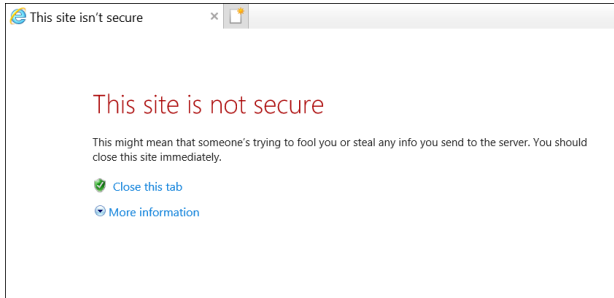 This site isn't secure
This site is not secure
This might mean that someone's trying to fool you or steal any info you send to the server. You should
close this site immediately.
Close this tab
More information